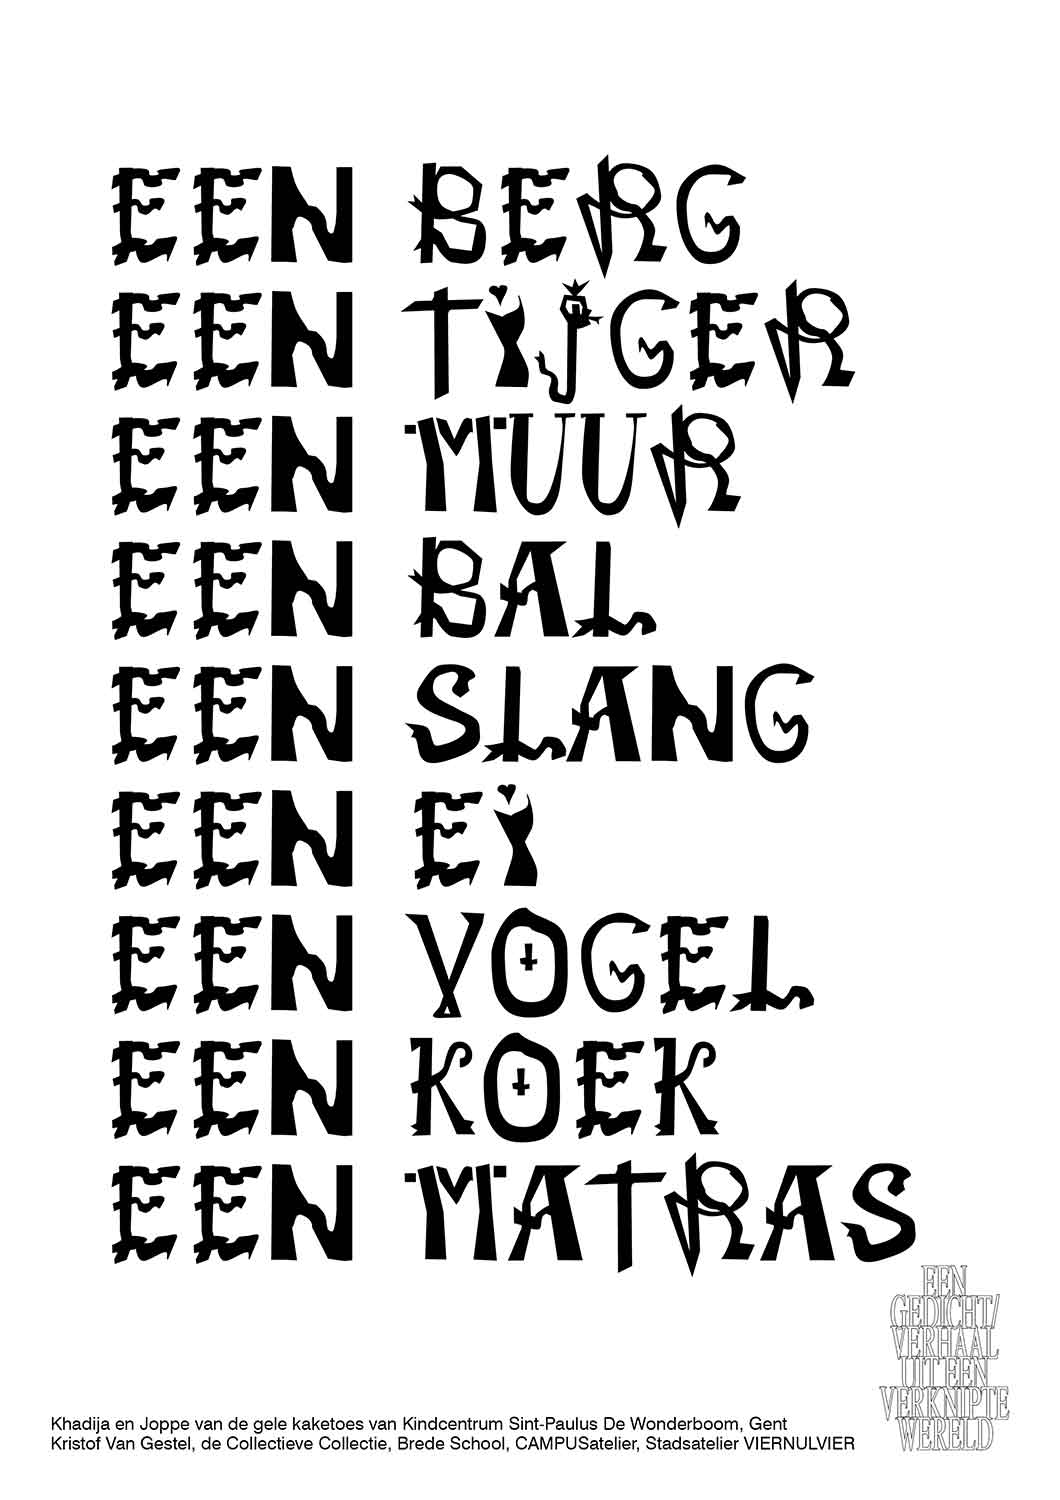 EEN BERG
EEN TIJGER
EEN MUUR
EEN BAL
EEN SLANG
EEN EI
EEN VOGEL
EEN KOEK
EEN MATRAS
EEN
GEDICHT/
VERHAAL
UIT EEN
VERKNIPTE
WERELD
Khadija en Joppe van de gele kaketoes van Kindcentrum Sint-Paulus De Wonderboom, Gent
Kristof Van Gestel, de Collectieve Collectie, Brede School, CAMPUSatelier, Stadsatelier VIERNULVIER